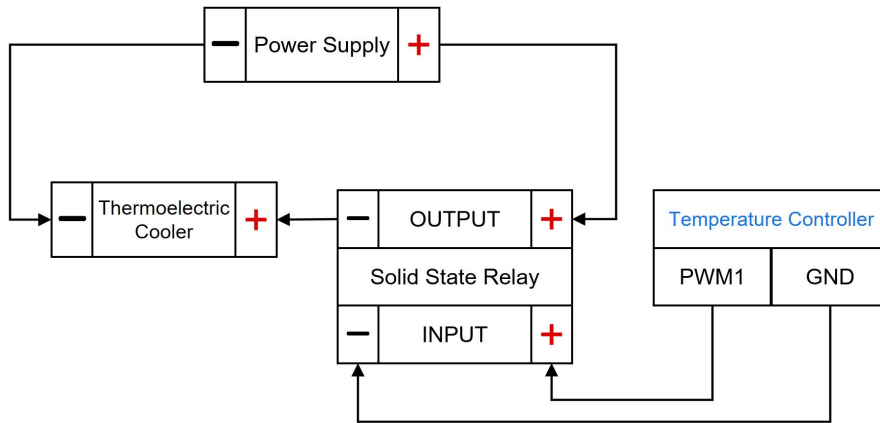 − Power Supply +
− Thermoelectric Cooler +
− OUTPUT +
Solid State Relay
− INPUT +
Temperature Controller
PWM1 GND